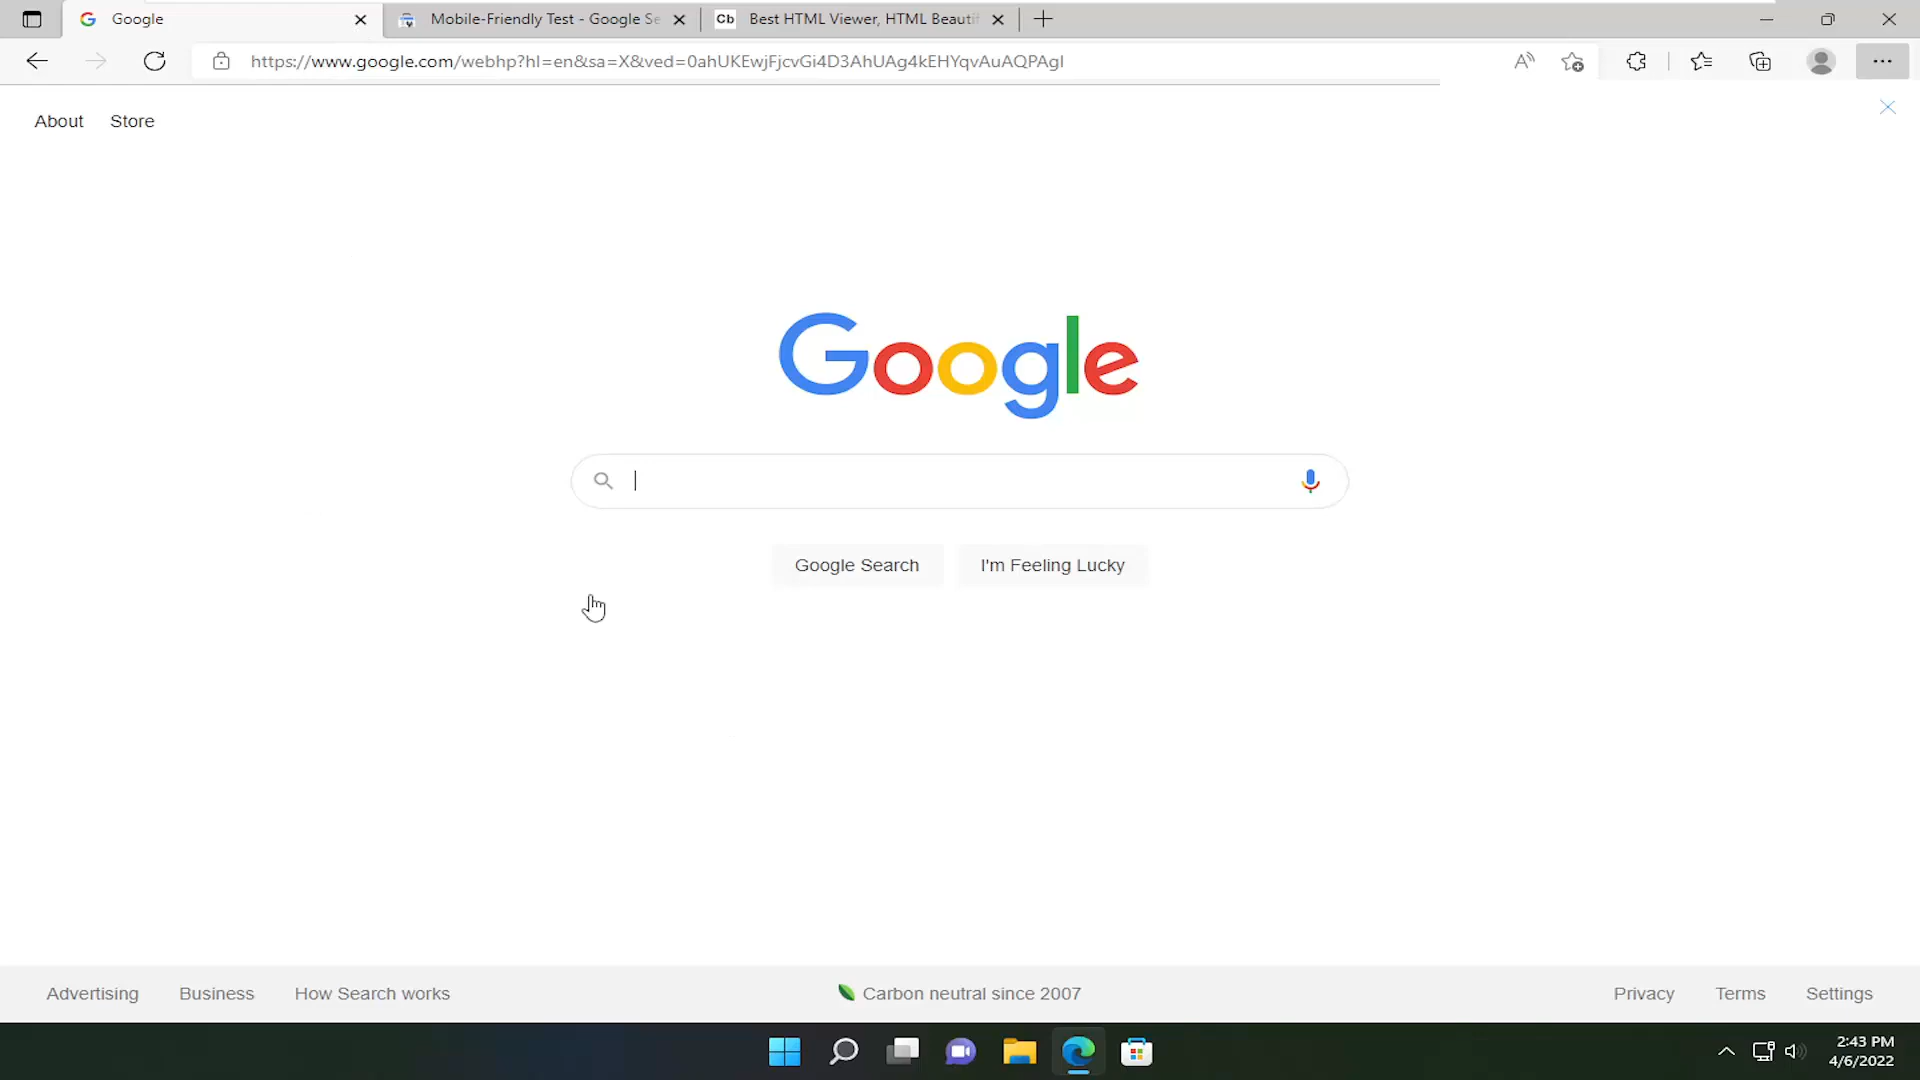 Google
Mobile-Friendly Test - Google Se
Cb Best HTML Viewer, HTML Beautif
https://www.google.com/webhp?hl=en&sa=X&ved=0ahUKEwjFjcvGi4D3AhUAg4kEHYqvAuAQPAgI
About Store
Google
Google Search I'm Feeling Lucky
Advertising Business How Search works Carbon neutral since 2007 Privacy Terms Settings
2:43 PM
4/6/2022